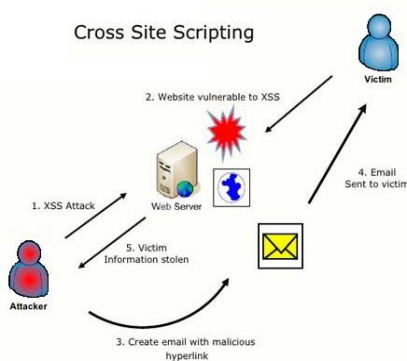 Cross Site Scripting
Victim
2. Website vulnerable to XSS
4. Email
Sent to victim
1. XSS Attack
Web Server
5. Victim
Information stolen
Attacker
3. Create email with malicious
hyperlink